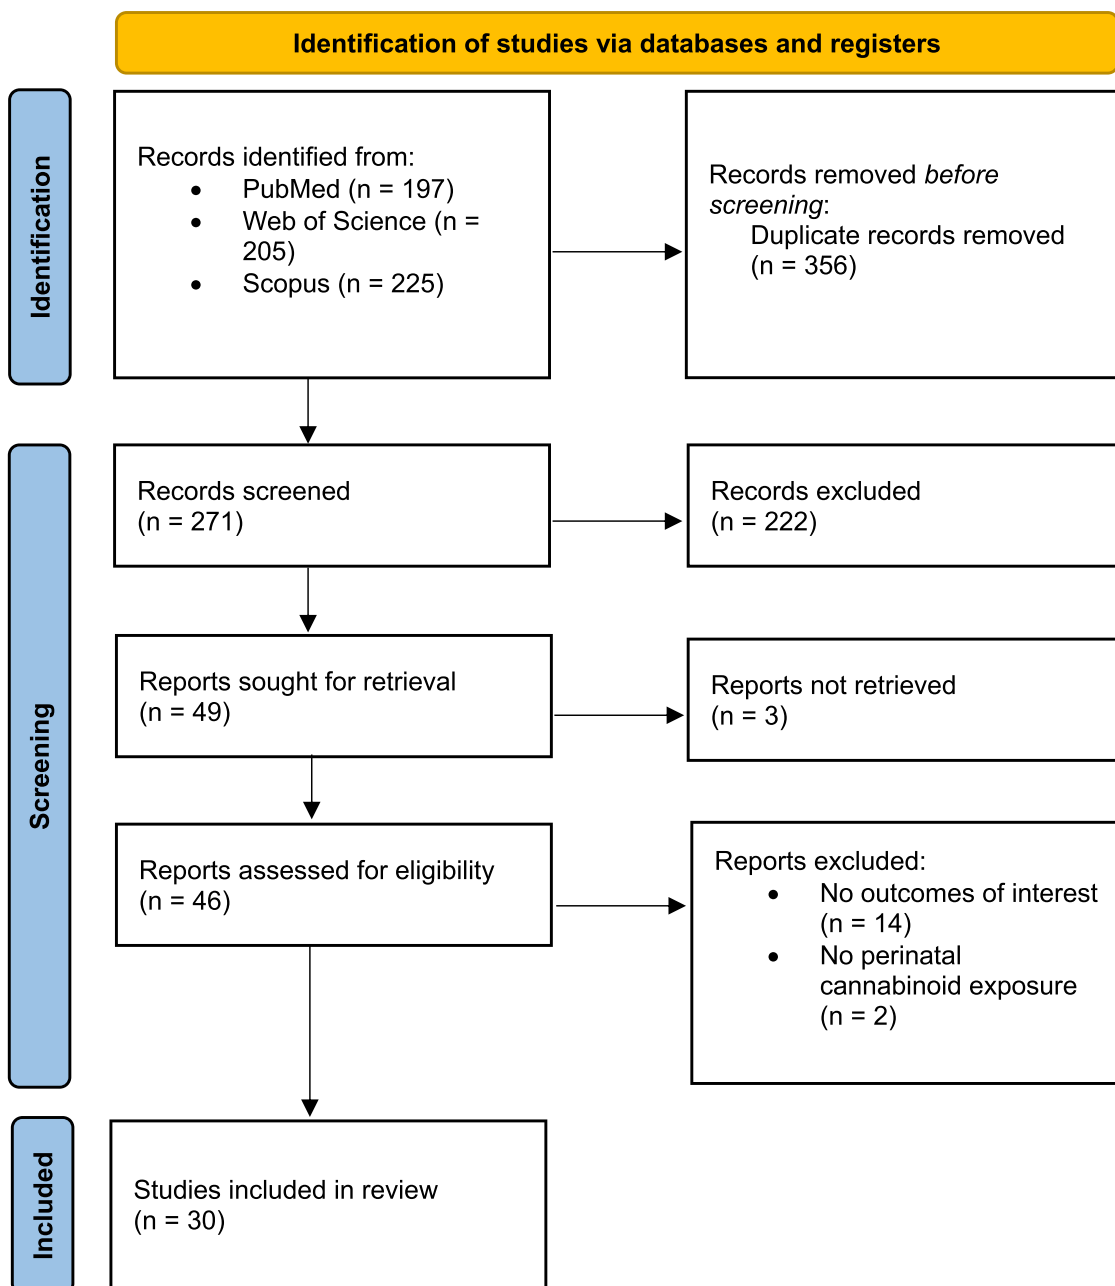 Identification of studies via databases and registers
Identification
Records identified from:
• PubMed (n = 197)
• Web of Science (n =
205)
• Scopus (n = 225)
Records removed before
screening:
Duplicate records removed
(n = 356)
Screening
Records screened
(n = 271)
Records excluded
(n = 222)
Reports sought for retrieval
(n = 49)
Reports not retrieved
(n = 3)
Reports assessed for eligibility
(n = 46)
Reports excluded:
• No outcomes of interest
(n = 14)
• No perinatal
cannabinoid exposure
(n = 2)
Included
Studies included in review
(n = 30)